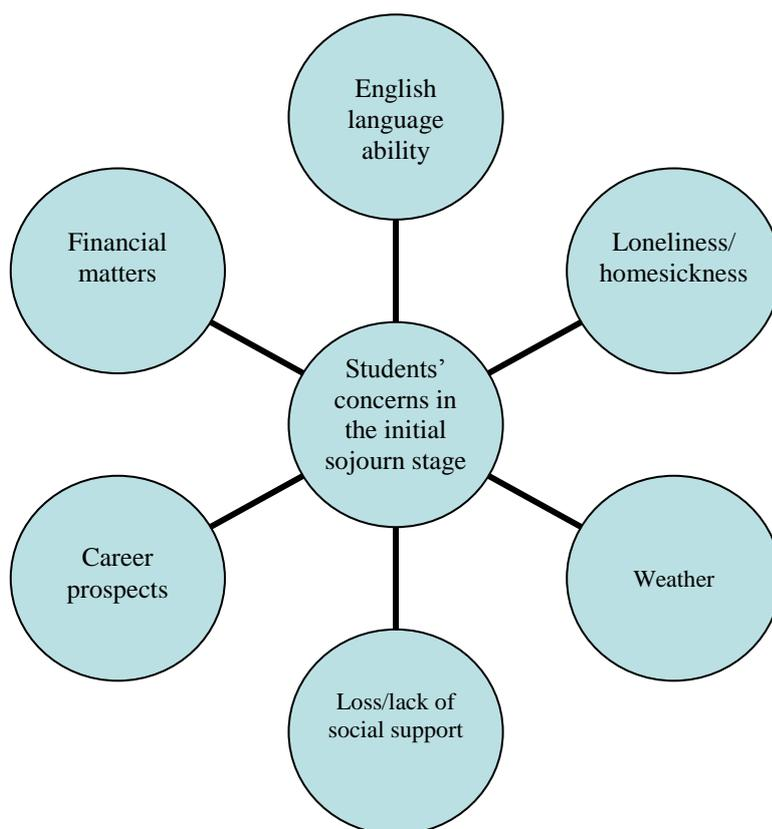 English
language
ability
Financial
matters
Loneliness/
homesickness
Students’
concerns in
the initial
sojourn stage
Career
prospects
Weather
Loss/lack of
social support